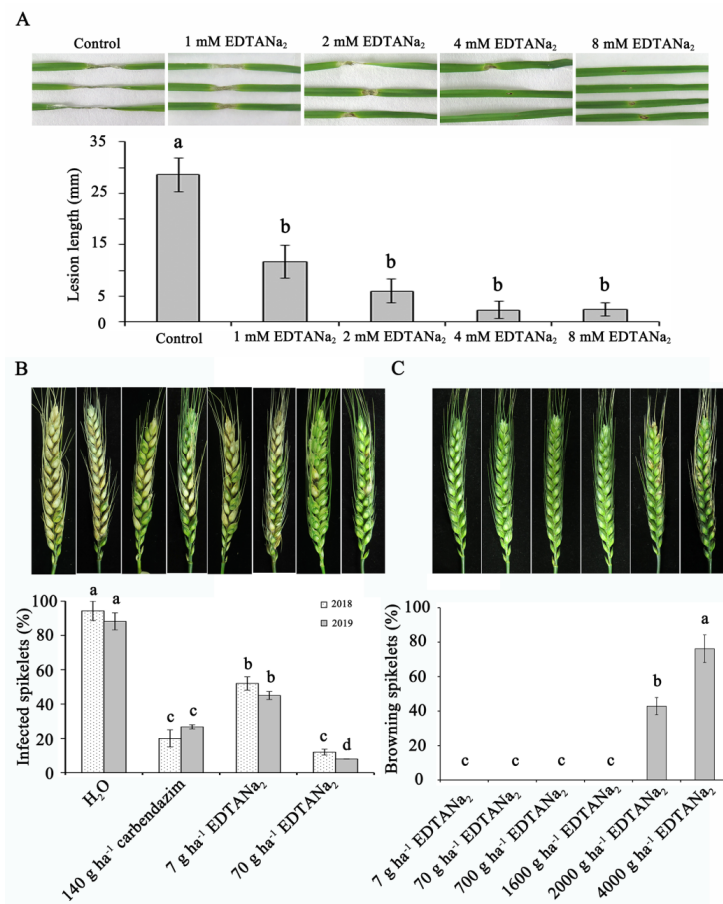 A
Control
1 mM EDTANa₂
2 mM EDTANa₂
4 mM EDTANa₂
8 mM EDTANa₂
Lesion length (mm)
35
25
15
5
0
a
b
b
b
b
Control
1 mM EDTANa₂
2 mM EDTANa₂
4 mM EDTANa₂
8 mM EDTANa₂
B
Infected spikelets (%)
100
80
60
40
20
0
a
a
c
c
b
b
c
d
2018
2019
H₂O
140 g ha⁻¹ carbendazim
7 g ha⁻¹ EDTANa₂
70 g ha⁻¹ EDTANa₂
C
Browning spikelets (%)
100
80
60
40
20
0
c
c
c
c
b
a
7 g ha⁻¹ EDTANa₂
70 g ha⁻¹ EDTANa₂
700 g ha⁻¹ EDTANa₂
1600 g ha⁻¹ EDTANa₂
2000 g ha⁻¹ EDTANa₂
4000 g ha⁻¹ EDTANa₂